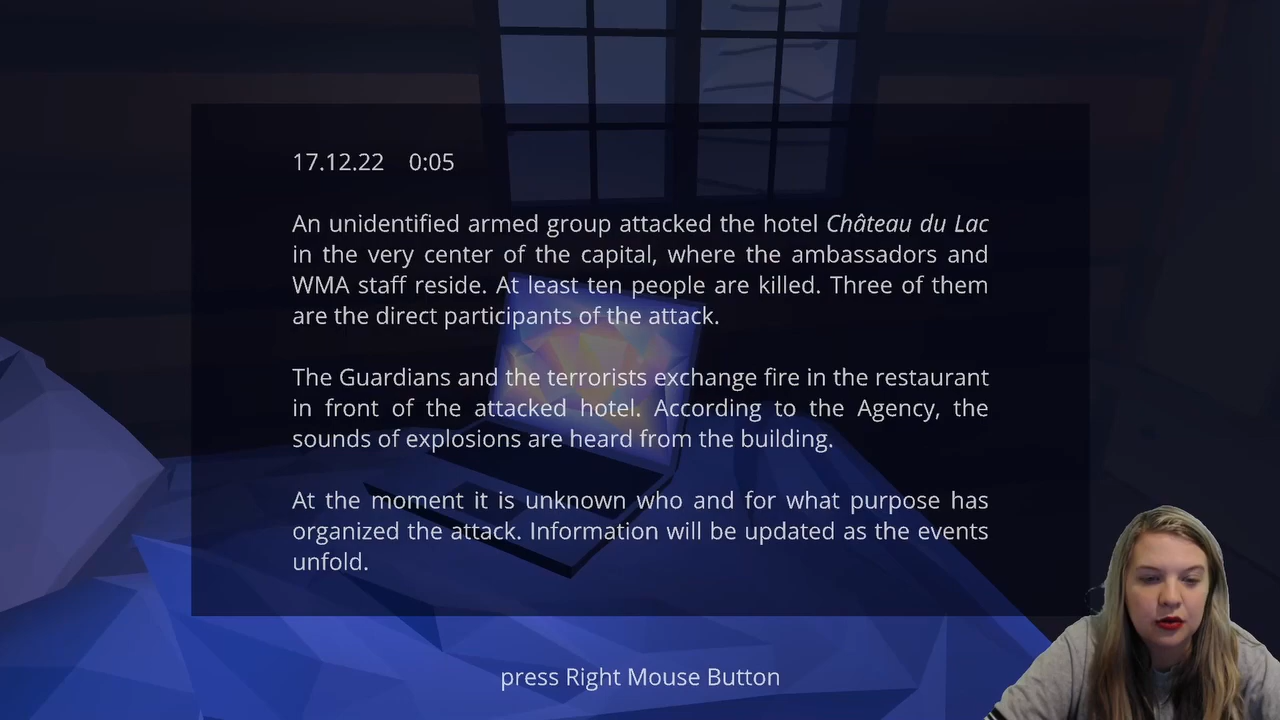 17.12.22 0:05
An unidentified armed group attacked the hotel Château du Lac
in the very center of the capital, where the ambassadors and
WMA staff reside. At least ten people are killed. Three of them
are the direct participants of the attack.
The Guardians and the terrorists exchange fire in the restaurant
in front of the attacked hotel. According to the Agency, the
sounds of explosions are heard from the building.
At the moment it is unknown who and for what purpose has
organized the attack. Information will be updated as the events
unfold.
press Right Mouse Button